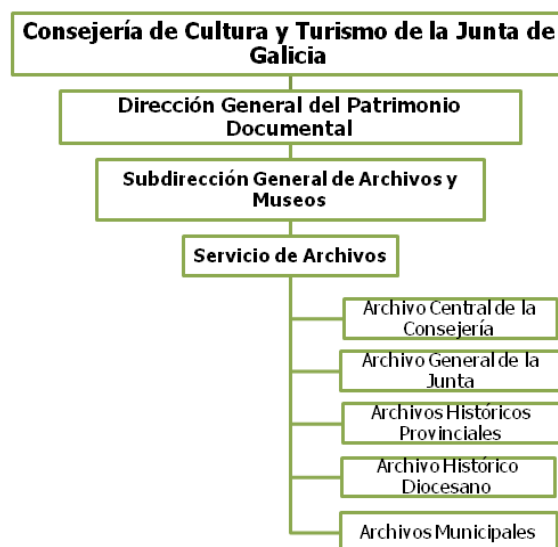 Consejería de Cultura y Turismo de la Junta de
Galicia
Dirección General del Patrimonio
Documental
Subdirección General de Archivos y
Museos
Servicio de Archivos
Archivo Central de la
Consejería
Archivo General de la
Junta
Archivos Históricos
Provinciales
Archivo Histórico
Diocesano
Archivos Municipales